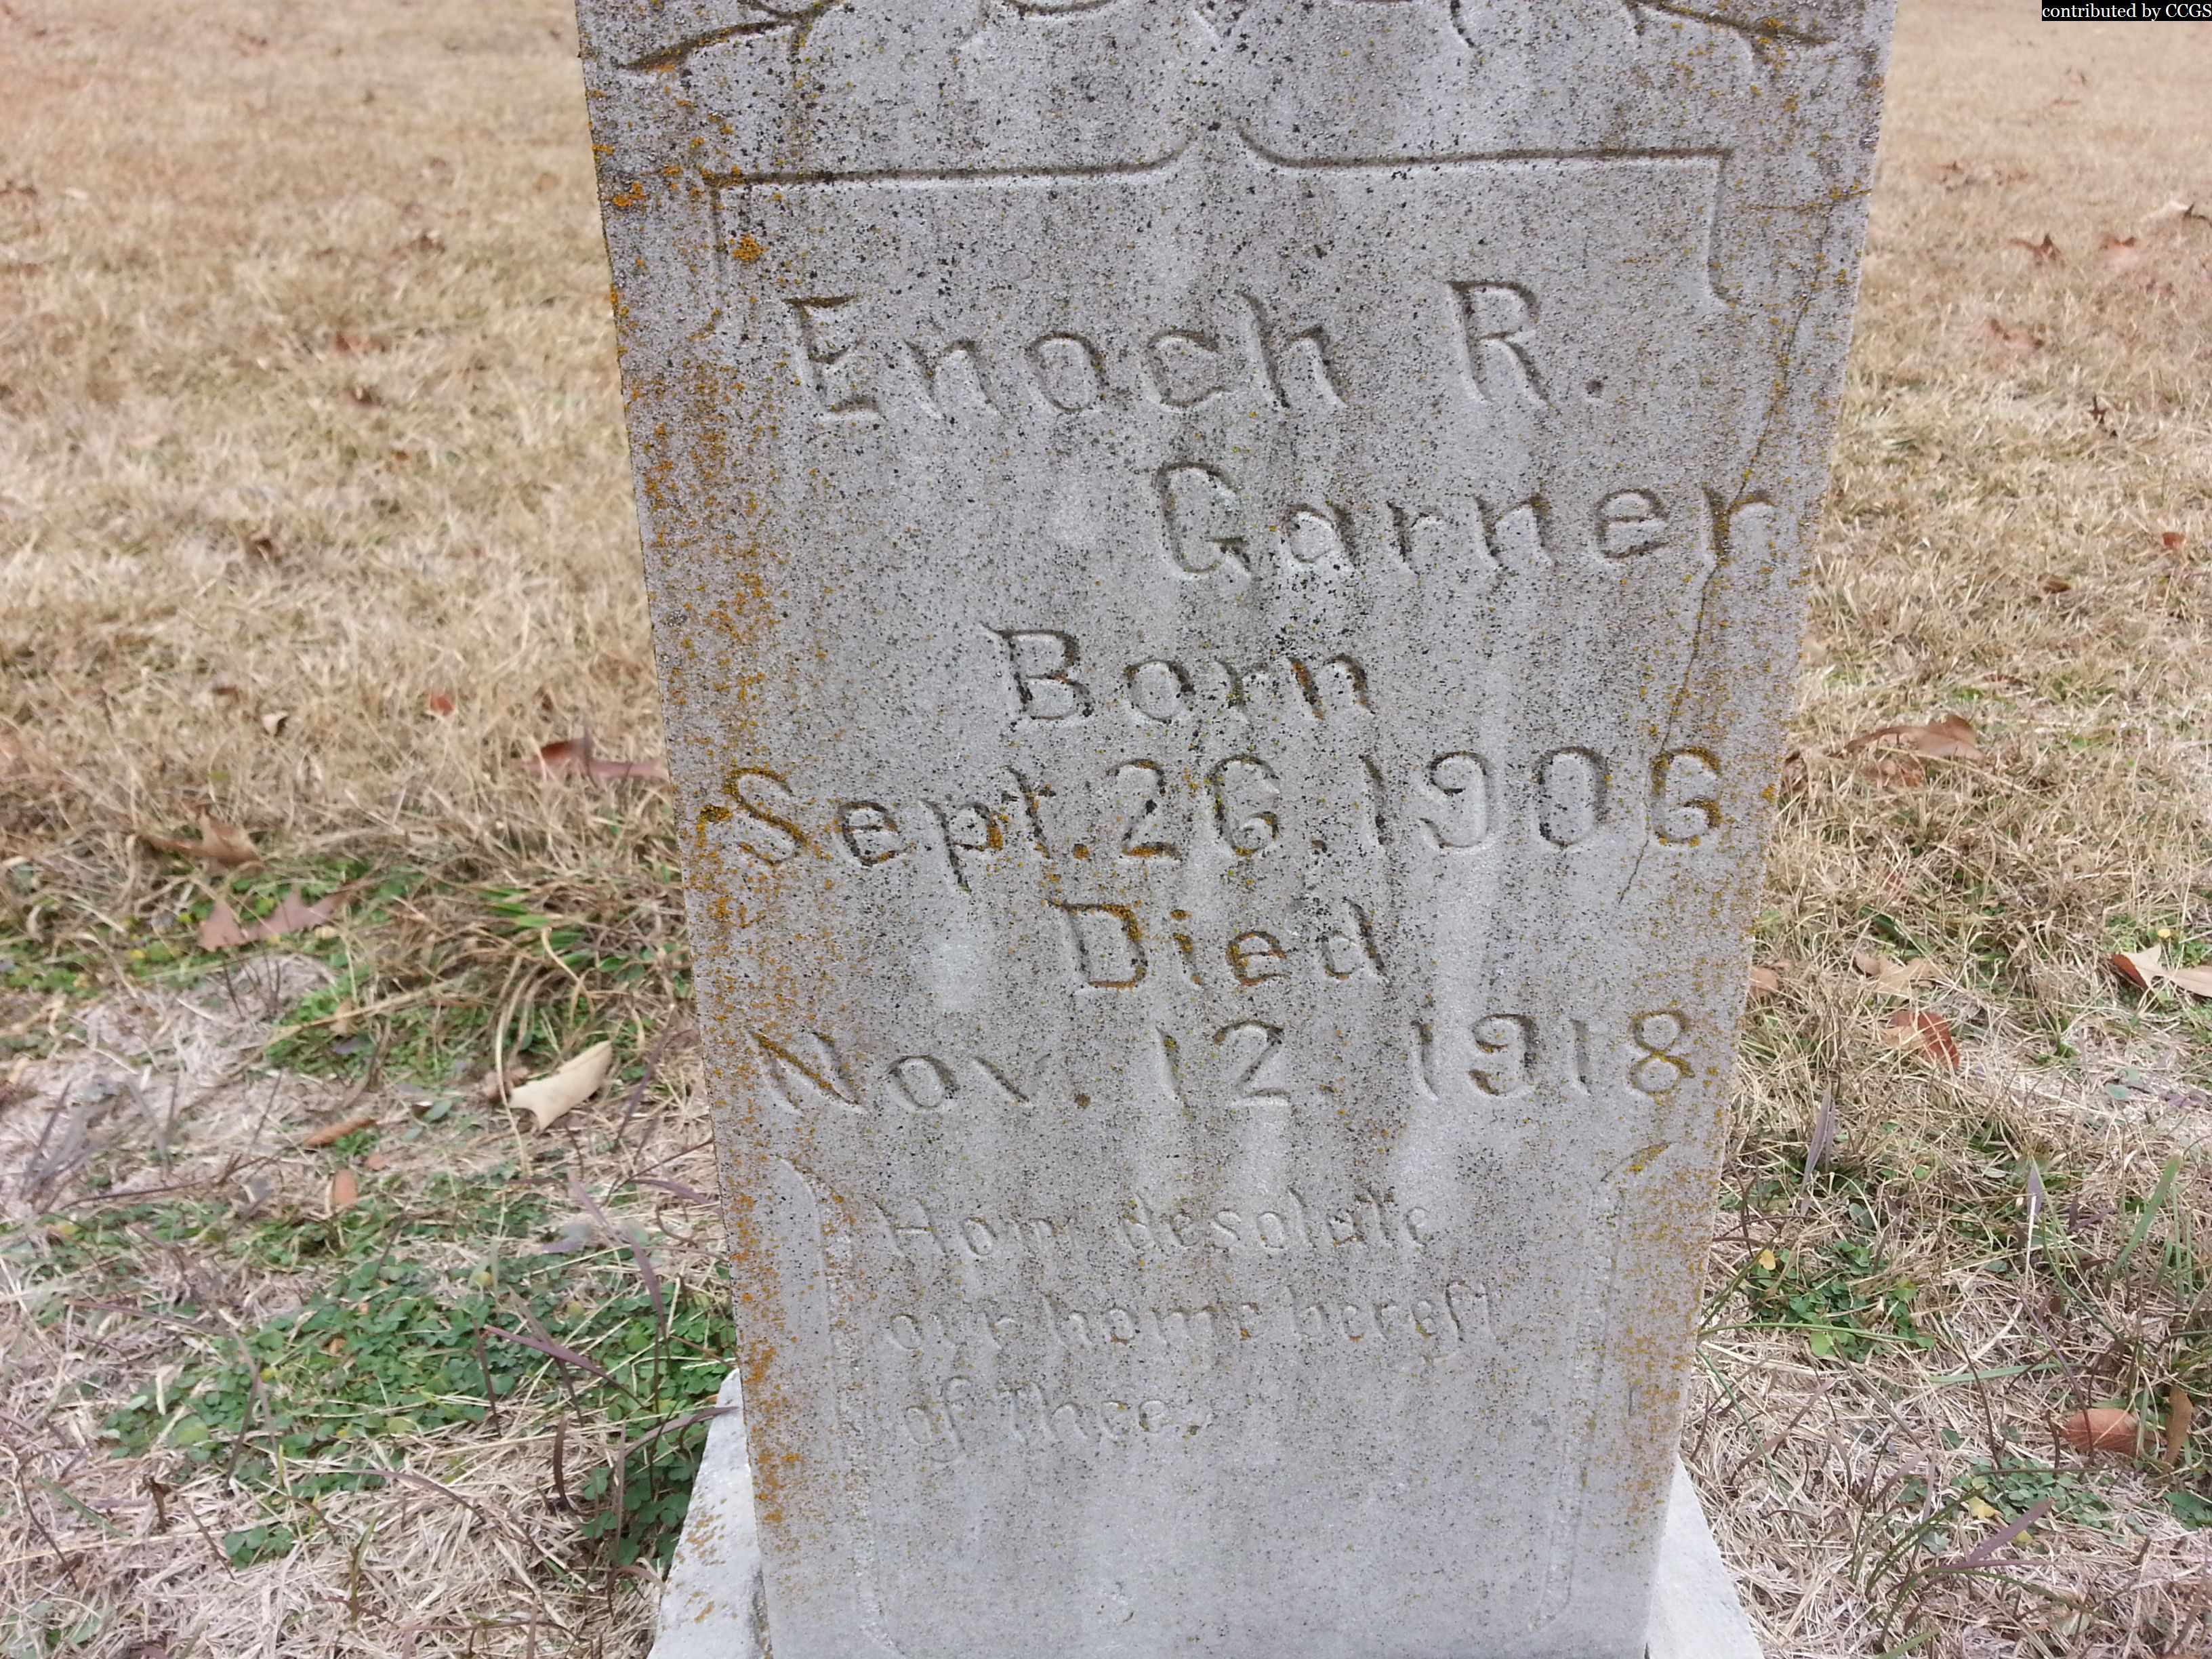 contributed by CCGS
Enoch R.
Garner
Born
Sept. 26. 1906
Died
Nov. 12. 1918
How desolate
our home bereft
of thee.